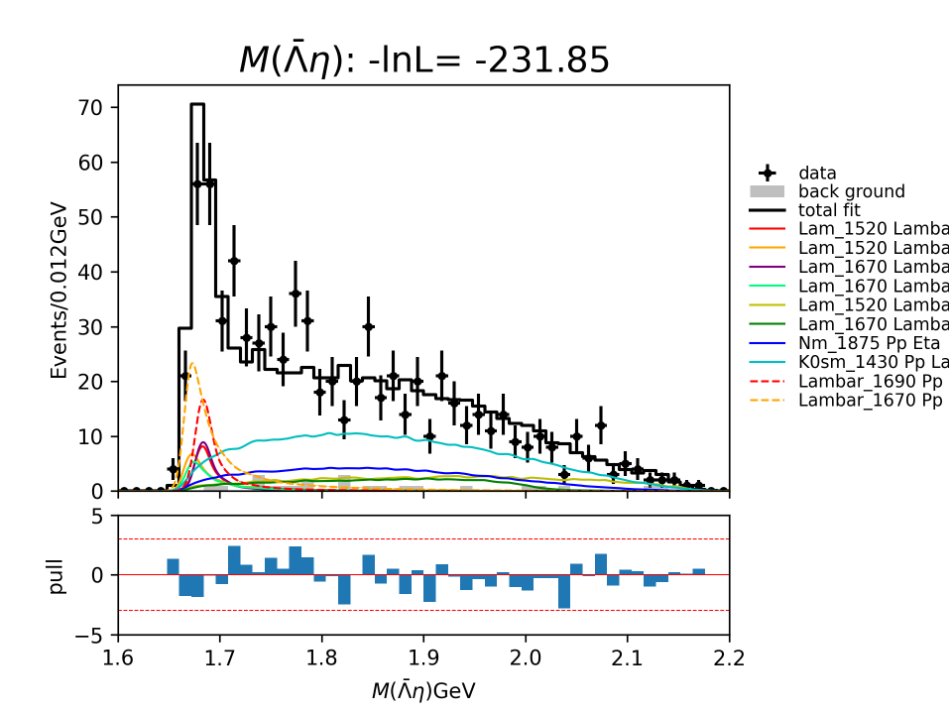 M(Λ̄η): -lnL= -231.85
70
60
50
40
30
20
10
0
Events/0.012GeV
data
back ground
total fit
Lam_1520 Lamba
Lam_1520 Lamba
Lam_1670 Lamba
Lam_1670 Lamba
Lam_1520 Lamba
Lam_1670 Lamba
Nm_1875 Pp Eta
K0sm_1430 Pp La
Lambar_1690 Pp
Lambar_1670 Pp
5
0
−5
pull
1.6 1.7 1.8 1.9 2.0 2.1 2.2
M(Λ̄η)GeV